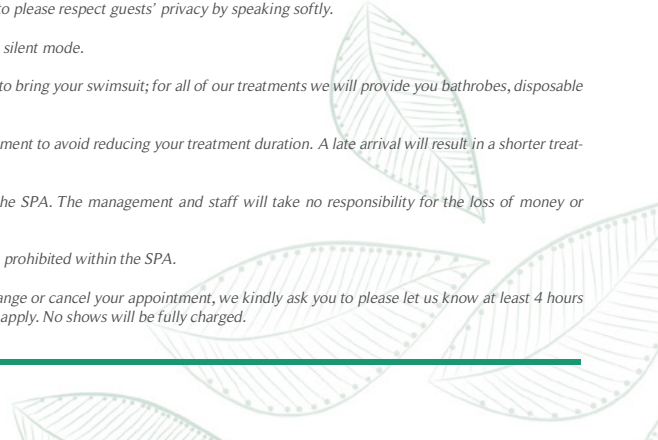 to please respect guests' privacy by speaking softly.
silent mode.
to bring your swimsuit; for all of our treatments we will provide you bathrobes, disposable
ment to avoid reducing your treatment duration. A late arrival will result in a shorter treat-
he SPA. The management and staff will take no responsibility for the loss of money or
prohibited within the SPA.
ange or cancel your appointment, we kindly ask you to please let us know at least 4 hours
apply. No shows will be fully charged.